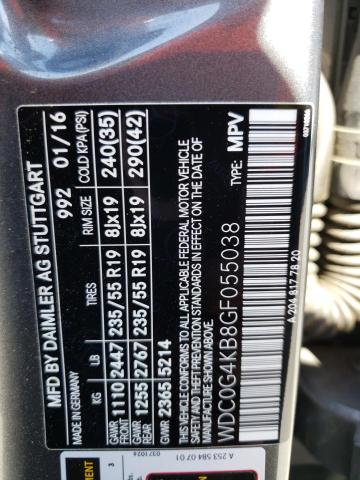 MFD BY DAIMLER AG STUTTGART
992 01/16
KG LB TIRES RIM SIZE COLD KPA(PSI)
GAWR FRONT 1110 2447 235/55 R19 8Jx19 240(35)
GAWR REAR 1255 2767 235/55 R19 8Jx19 290(42)
GVWR 2365 5214
THIS VEHICLE CONFORMS TO ALL APPLICABLE FEDERAL MOTOR VEHICLE
SAFETY AND THEFT PREVENTION STANDARDS IN EFFECT ON THE DATE OF
MANUFACTURE SHOWN ABOVE
WDC0G4KB8GF055038 TYPE: MPV
A 204 817 78 20
A 253 584 07 01
3